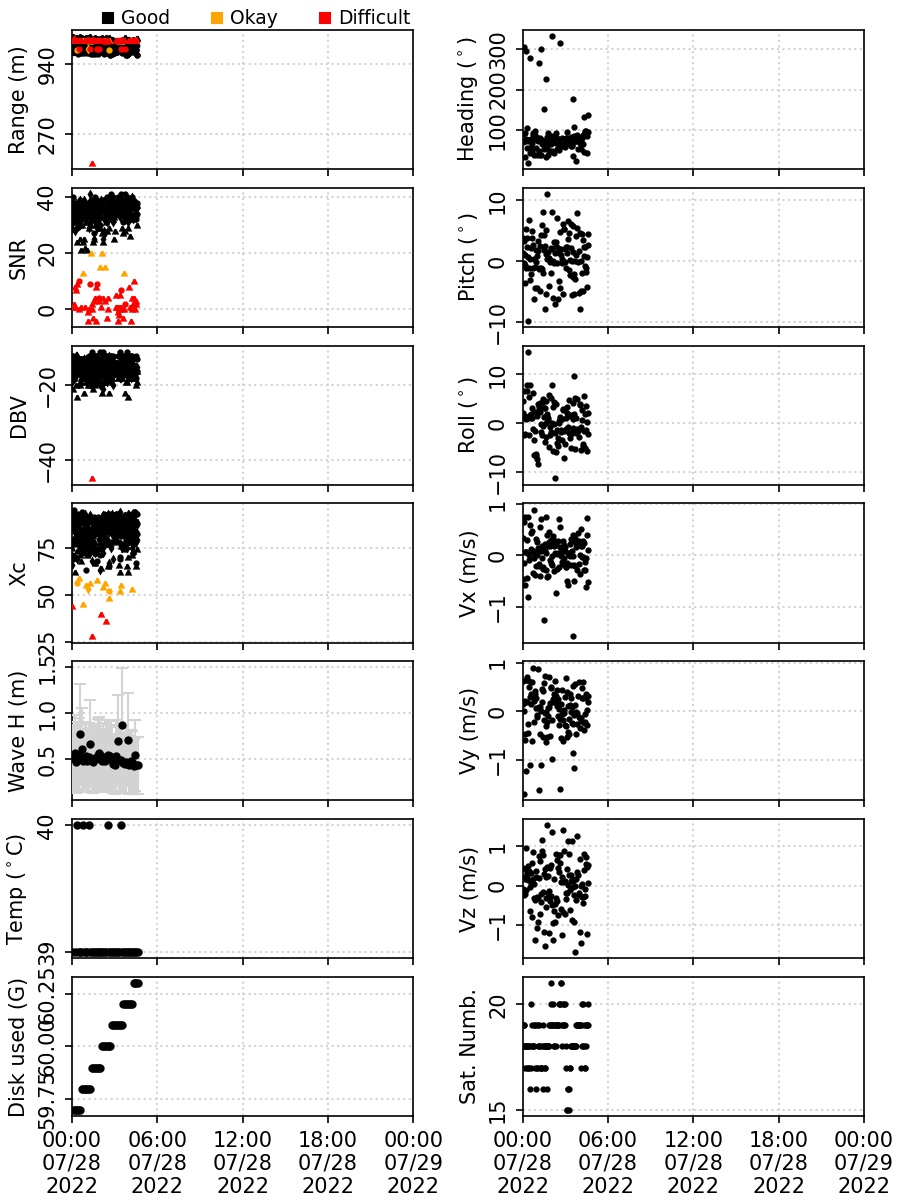 Good Okay Difficult
Range (m)
940
270
Heading (°)
300
200
100
SNR
40
20
0
Pitch (°)
10
0
−10
DBV
−20
−40
Roll (°)
10
0
−10
Xc
75
50
25
Vx (m/s)
1
0
−1
Wave H (m)
1.5
1.0
0.5
Vy (m/s)
1
0
−1
Temp (°C)
40
39
Vz (m/s)
1
0
−1
Disk used (G)
60.25
60.00
59.75
Sat. Numb.
20
15
00:00 06:00 12:00 18:00 00:00 00:00 06:00 12:00 18:00 00:00
07/28 07/28 07/28 07/28 07/29 07/28 07/28 07/28 07/28 07/29
2022 2022 2022 2022 2022 2022 2022 2022 2022 2022